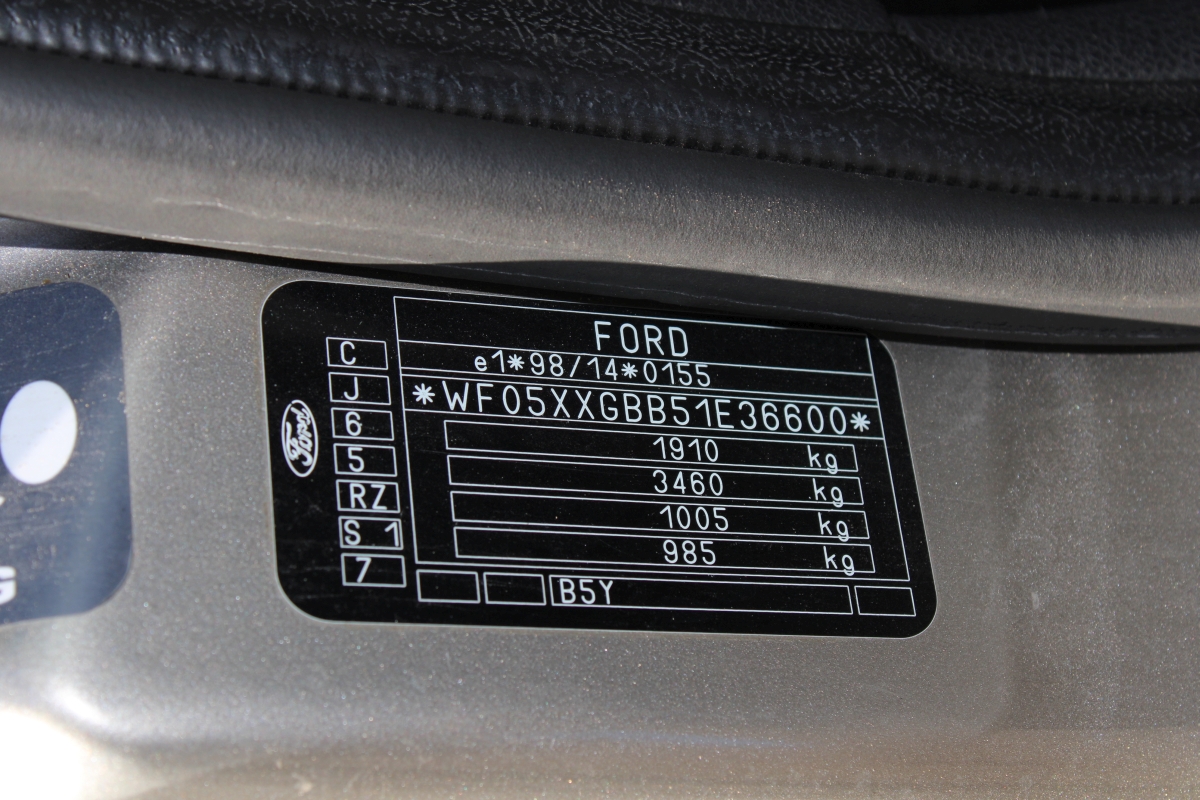 FORD
e1*98/14*0155
*WF05XXGBB51E36600*
1910 kg
3460 kg
1005 kg
985 kg
B5Y
C
J
6
5
RZ
S 1
7
Ford
G